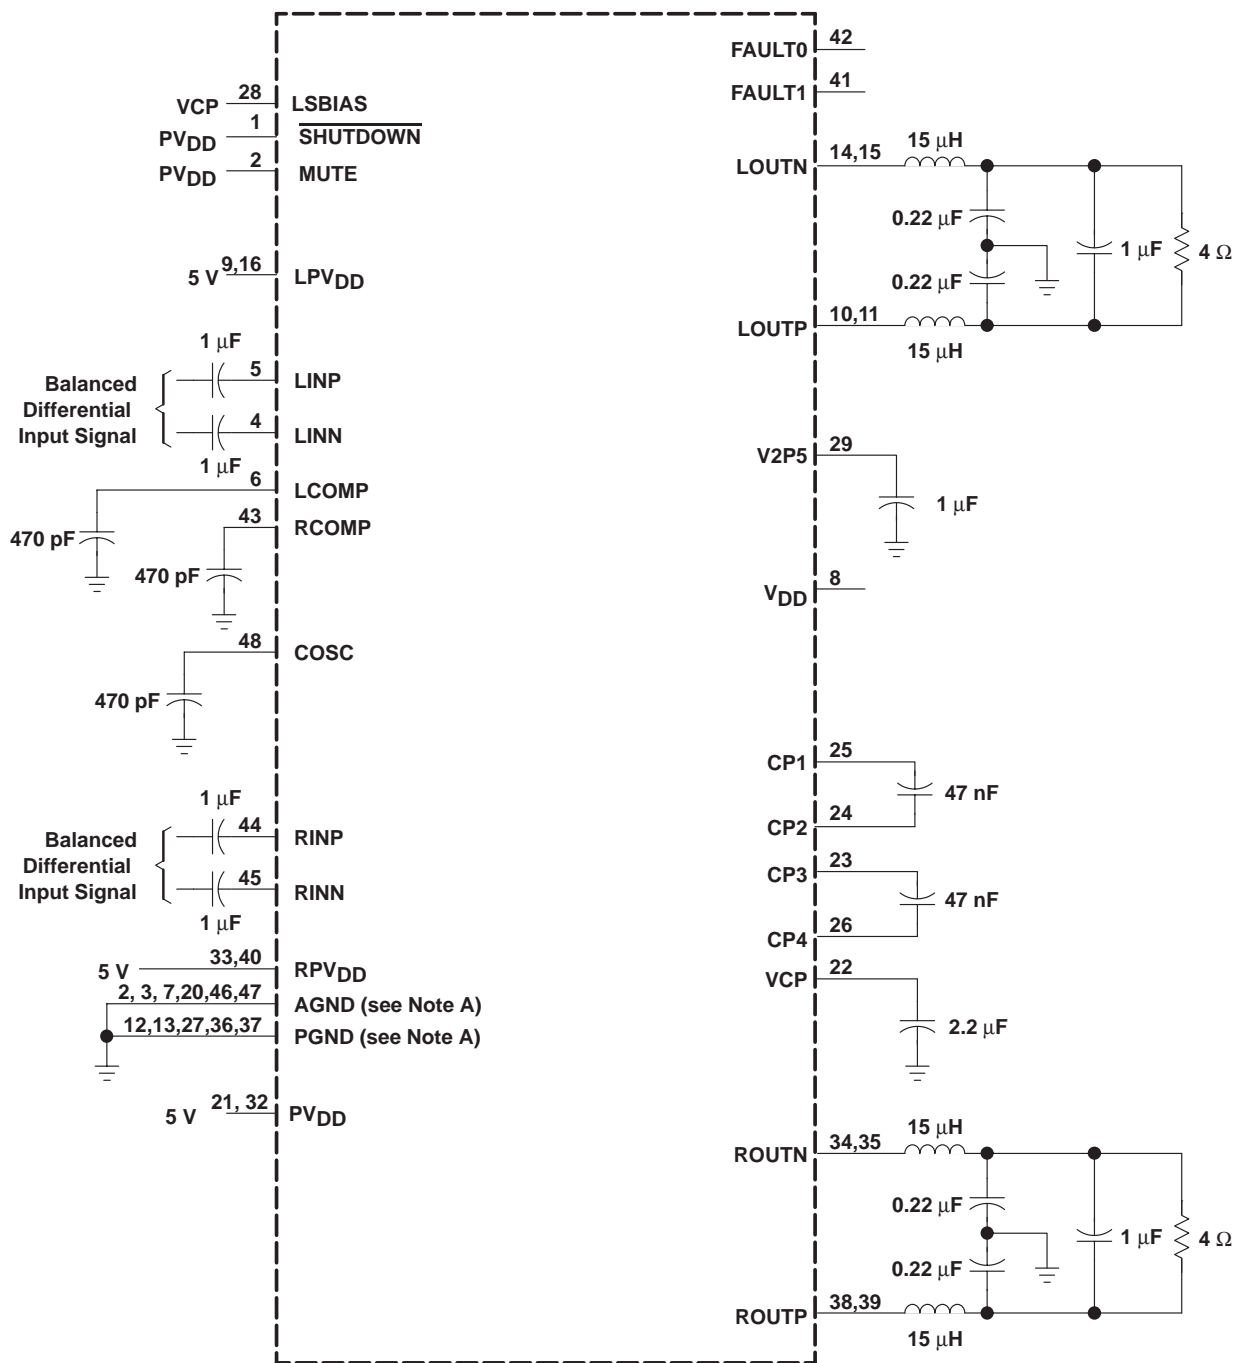 FAULT0 42
FAULT1 41
VCP 28 LSBIAS
PVDD 1 SHUTDOWN
PVDD 2 MUTE
LOUTN 14,15 15 μH
0.22 μF
0.22 μF
1 μF
4 Ω
LOUTP 10,11 15 μH
5 V 9,16 LPVDD
1 μF
Balanced
Differential
Input Signal
5 LINP
4 LINN
1 μF
6 LCOMP
470 pF
43 RCOMP
470 pF
V2P5 29
1 μF
VDD 8
48 COSC
470 pF
CP1 25
47 nF
CP2 24
CP3 23
47 nF
CP4 26
VCP 22
2.2 μF
1 μF
Balanced
Differential
Input Signal
44 RINP
45 RINN
1 μF
5 V 33,40 RPVDD
2, 3, 7,20,46,47 AGND (see Note A)
12,13,27,36,37 PGND (see Note A)
5 V 21, 32 PVDD
ROUTN 34,35 15 μH
0.22 μF
0.22 μF
1 μF
4 Ω
ROUTP 38,39 15 μH